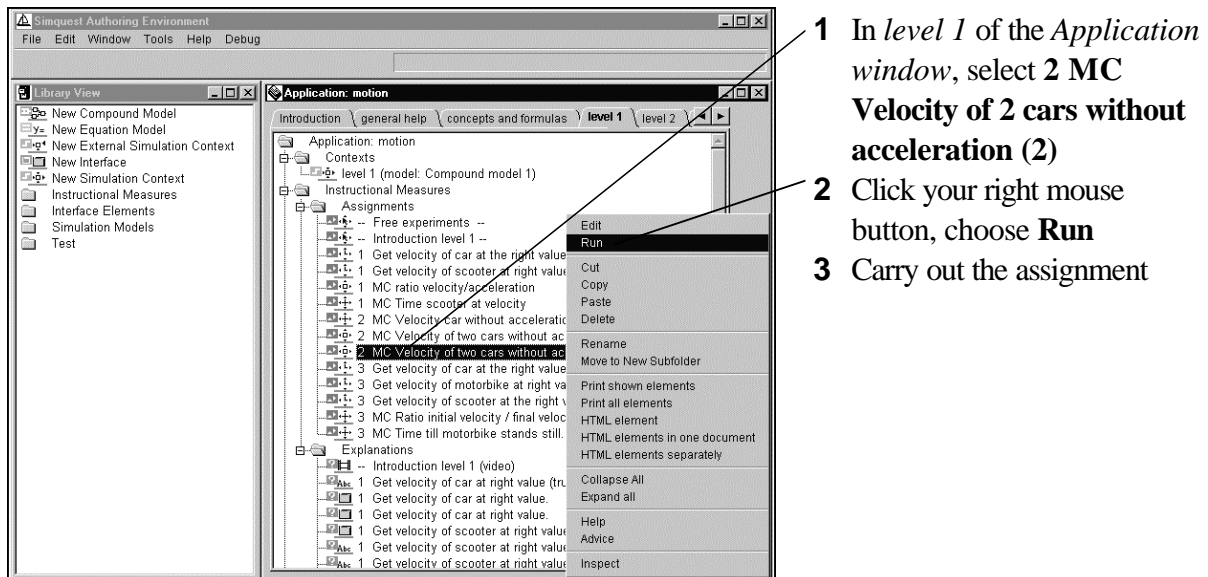 Simquest Authoring Environment
File Edit Window Tools Help Debug
Library View
New Compound Model
y= New Equation Model
New External Simulation Context
New Interface
New Simulation Context
Instructional Measures
Interface Elements
Simulation Models
Test
Application: motion
Introduction general help concepts and formulas level 1 level 2
Application: motion
Contexts
level 1 (model: Compound model 1)
Instructional Measures
Assignments
-- Free experiments --
-- Introduction level 1 --
1 Get velocity of car at the right value
1 Get velocity of scooter at right value
1 MC ratio velocity/acceleration
1 MC Time scooter at velocity
2 MC Velocity car without acceleratio
2 MC Velocity of two cars without ac
2 MC Velocity of two cars without ac
3 Get velocity of car at the right value
3 Get velocity of motorbike at right va
3 Get velocity of scooter at the right v
3 MC Ratio initial velocity / final veloc
3 MC Time till motorbike stands still.
Explanations
-- Introduction level 1 (video)
Abc 1 Get velocity of car at right value (tru
1 Get velocity of car at right value.
1 Get velocity of car at right value.
1 Get velocity of scooter at right value
Abc 1 Get velocity of scooter at right value
Abc 1 Get velocity of scooter at right value
Edit
Run
Cut
Copy
Paste
Delete
Rename
Move to New Subfolder
Print shown elements
Print all elements
HTML element
HTML elements in one document
HTML elements separately
Collapse All
Expand all
Help
Advice
Inspect
1 In level 1 of the Application
window, select 2 MC
Velocity of 2 cars without
acceleration (2)
2 Click your right mouse
button, choose Run
3 Carry out the assignment